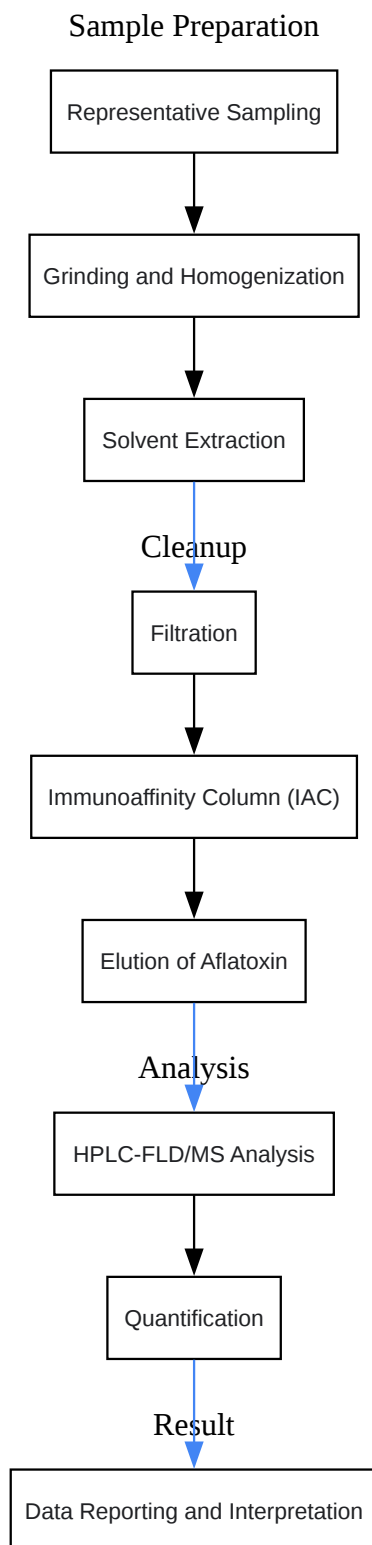 Sample Preparation
Representative Sampling
Grinding and Homogenization
Solvent Extraction
Cleanup
Filtration
Immunoaffinity Column (IAC)
Elution of Aflatoxin
Analysis
HPLC-FLD/MS Analysis
Quantification
Result
Data Reporting and Interpretation